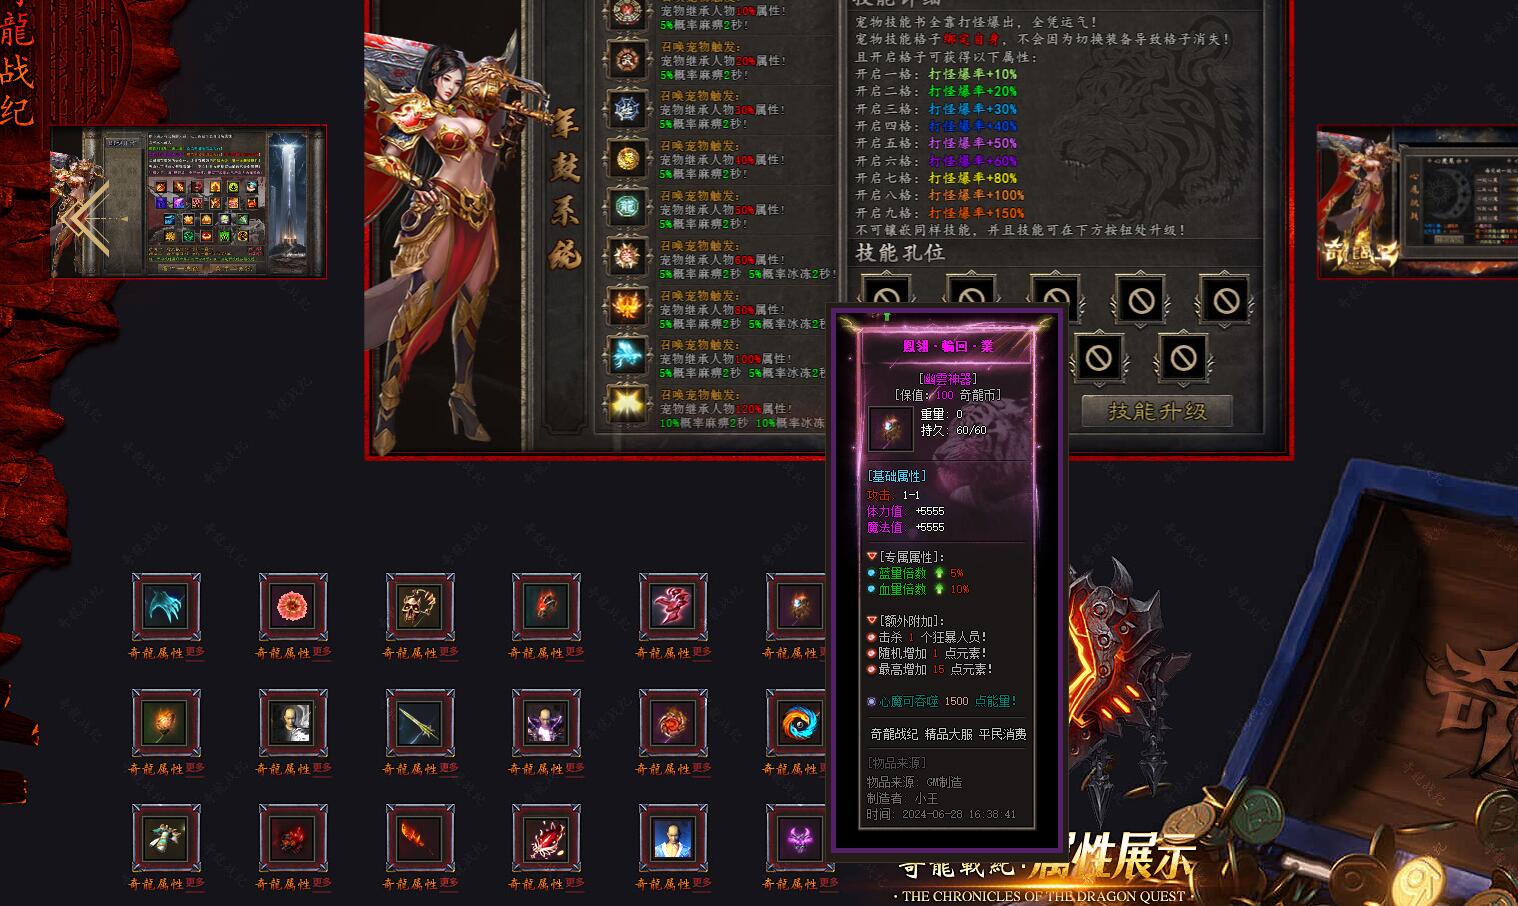 龍
战
纪
军
鼓
系
统
宠物继承人物10%属性!
5%概率麻痹2秒!
召唤宠物触发:
宠物继承人物20%属性!
5%概率麻痹2秒!
召唤宠物触发:
宠物继承人物30%属性!
5%概率麻痹2秒!
召唤宠物触发:
宠物继承人物40%属性!
5%概率麻痹2秒!
召唤宠物触发:
宠物继承人物50%属性!
5%概率麻痹2秒!
召唤宠物触发:
宠物继承人物60%属性!
5%概率麻痹2秒 5%概率冰冻2秒!
召唤宠物触发:
宠物继承人物80%属性!
5%概率麻痹2秒 5%概率冰冻2
召唤宠物触发:
宠物继承人物100%属性!
5%概率麻痹2秒 5%概率冰冻2
召唤宠物触发:
宠物继承人物120%属性!
10%概率麻痹2秒 10%概率冰冻
技能详细
宠物技能书全靠打怪爆出,全凭运气!
宠物技能格子绑定自身,不会因为切换装备导致格子消失!
且开启格子可获得以下属性:
开启一格:打怪爆率+10%
开启二格:打怪爆率+20%
开启三格:打怪爆率+30%
开启四格:打怪爆率+40%
开启五格:打怪爆率+50%
开启六格:打怪爆率+60%
开启七格:打怪爆率+80%
开启八格:打怪爆率+100%
开启九格:打怪爆率+150%
不可镶嵌同样技能,并且技能可在下方按钮处升级!
技能孔位
技能升级
鳳翎·輪回·業
[幽雲神器]
[保值:100 奇龍币]
重量: 0
持久: 60/60
[基础属性]
攻击: 1-1
体力值 +5555
魔法值 +5555
[专属属性]:
蓝量倍数 5%
血量倍数 10%
[额外附加]:
击杀 1 个狂暴人员!
随机增加 1 点元素!
最高增加 15 点元素!
心魔可吞噬 1500 点能量!
奇龍战纪 精品大服 平民消费
[物品来源]
物品来源: GM制造
制造者: 小王
时间: 2024-06-28 16:38:41
奇龍属性更多
奇龍属性更多
奇龍属性更多
奇龍属性更多
奇龍属性更多
奇龍属性
奇龍属性更多
奇龍属性更多
奇龍属性更多
奇龍属性更多
奇龍属性更多
奇龍属性
奇龍属性更多
奇龍属性更多
奇龍属性更多
奇龍属性更多
奇龍属性更多
奇龍属性更多
奇龍戰紀·属性展示
· THE CHRONICLES OF THE DRAGON QUEST ·